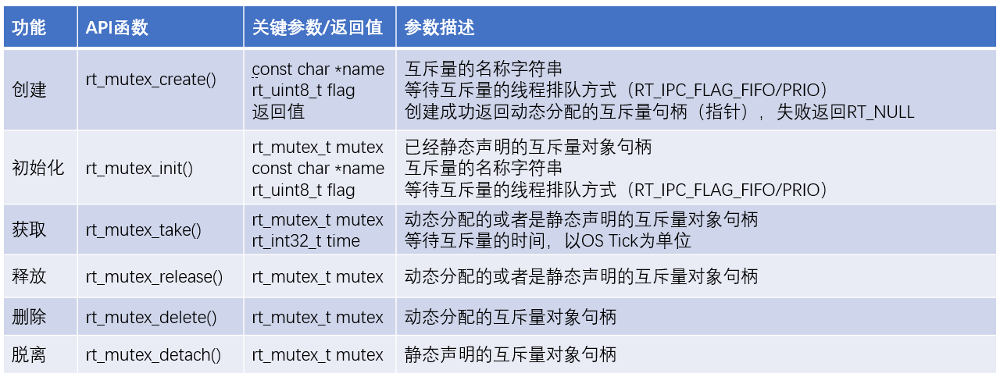 功能 API函数 关键参数/返回值 参数描述
创建 rt_mutex_create() const char *name 互斥量的名称字符串
rt_uint8_t flag 等待互斥量的线程排队方式（RT_IPC_FLAG_FIFO/PRIO）
返回值 创建成功返回动态分配的互斥量句柄（指针），失败返回RT_NULL
初始化 rt_mutex_init() rt_mutex_t mutex 已经静态声明的互斥量对象句柄
const char *name 互斥量的名称字符串
rt_uint8_t flag 等待互斥量的线程排队方式（RT_IPC_FLAG_FIFO/PRIO）
获取 rt_mutex_take() rt_mutex_t mutex 动态分配的或者是静态声明的互斥量对象句柄
rt_int32_t time 等待互斥量的时间，以OS Tick为单位
释放 rt_mutex_release() rt_mutex_t mutex 动态分配的或者是静态声明的互斥量对象句柄
删除 rt_mutex_delete() rt_mutex_t mutex 动态分配的互斥量对象句柄
脱离 rt_mutex_detach() rt_mutex_t mutex 静态声明的互斥量对象句柄